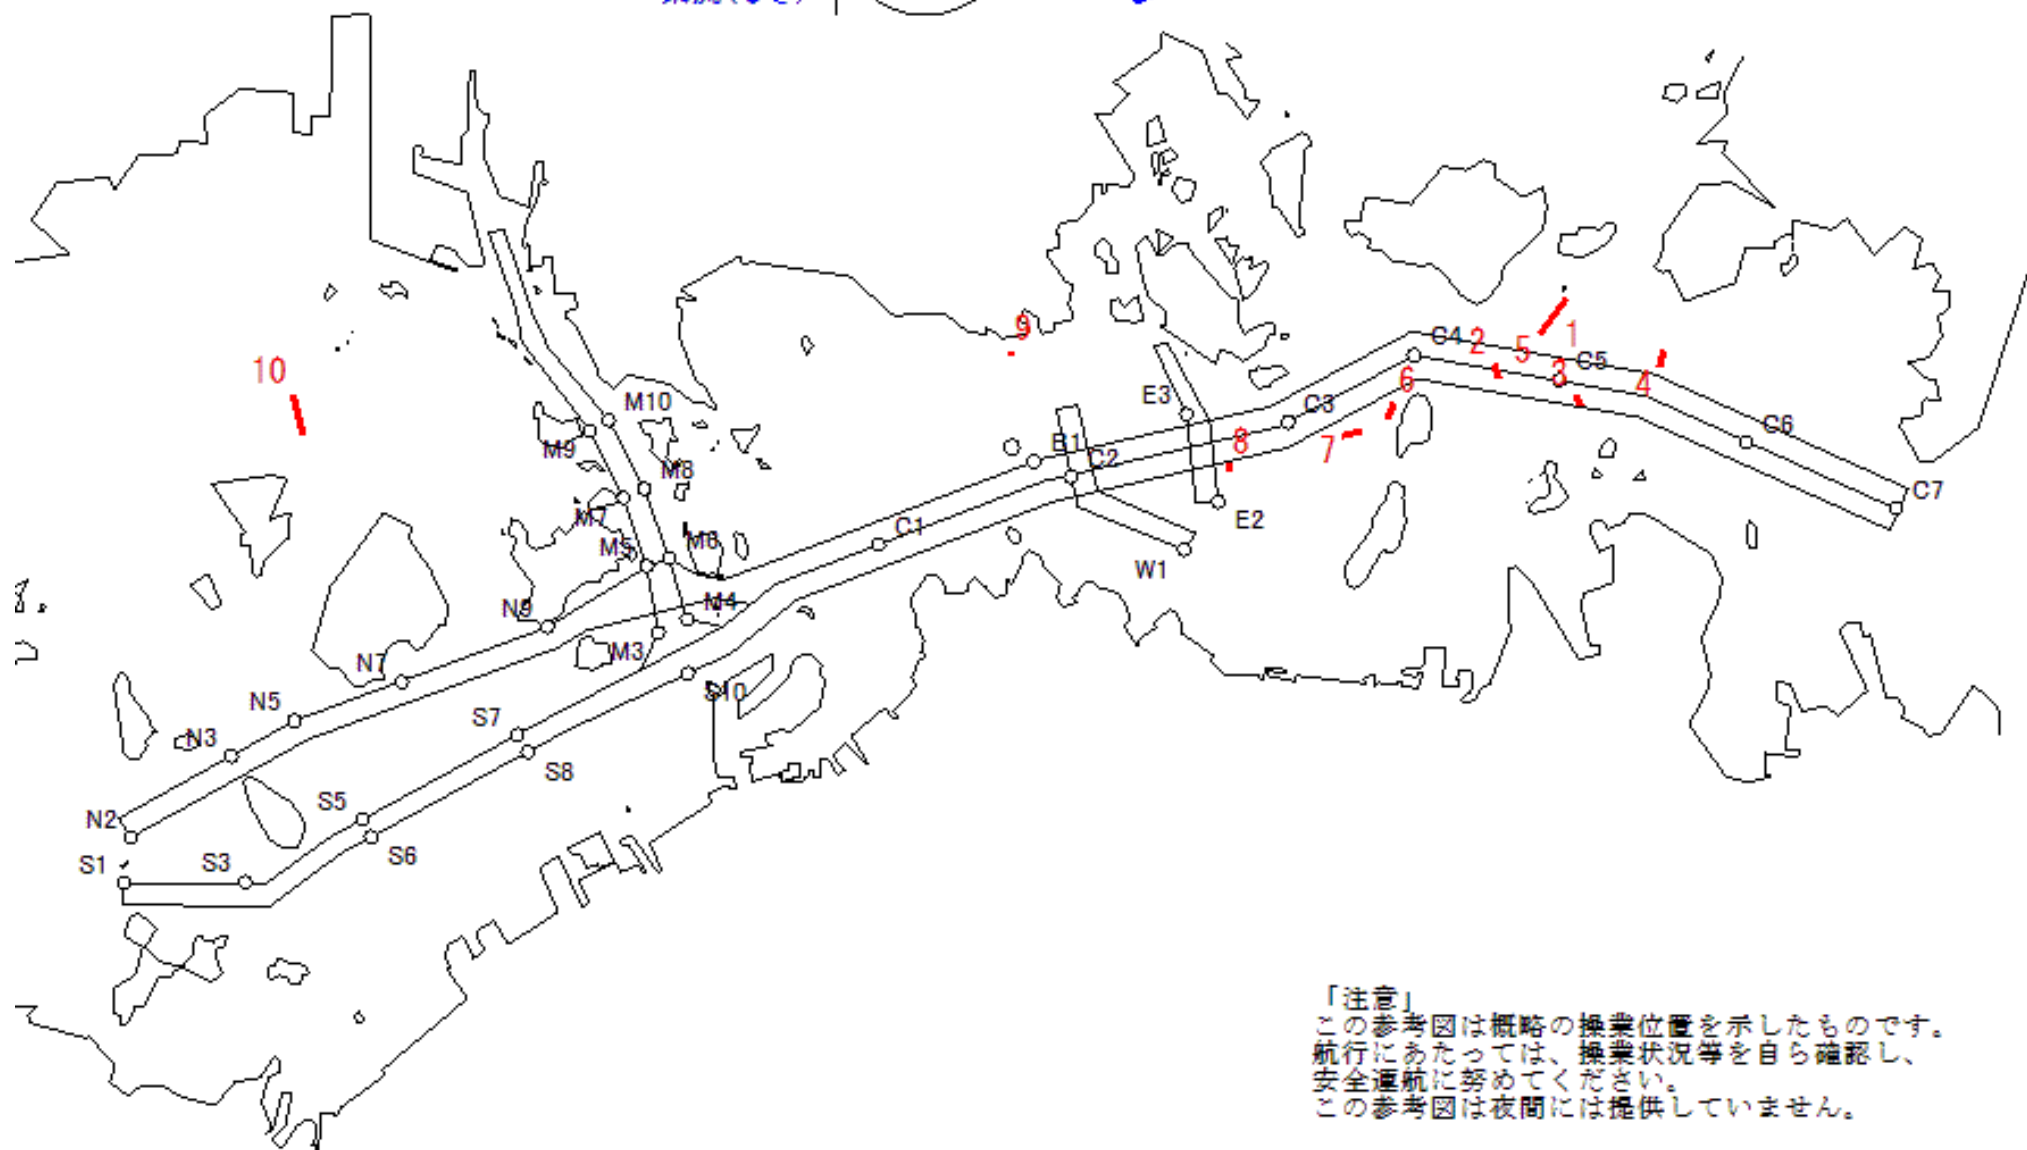 10
9
1
2
5
3
4
6
7
8
C4
C5
C6
C7
C3
E3
E2
B1
C2
W1
C1
M10
M9
M8
M7
M6
M5
M4
M3
N9
N7
N5
N3
N2
S1
S3
S5
S6
S7
S8
S10
「注意」
この参考図は概略の操業位置を示したものです。
航行にあたっては、操業状況等を自ら確認し、
安全運航に努めてください。
この参考図は夜間には提供していません。